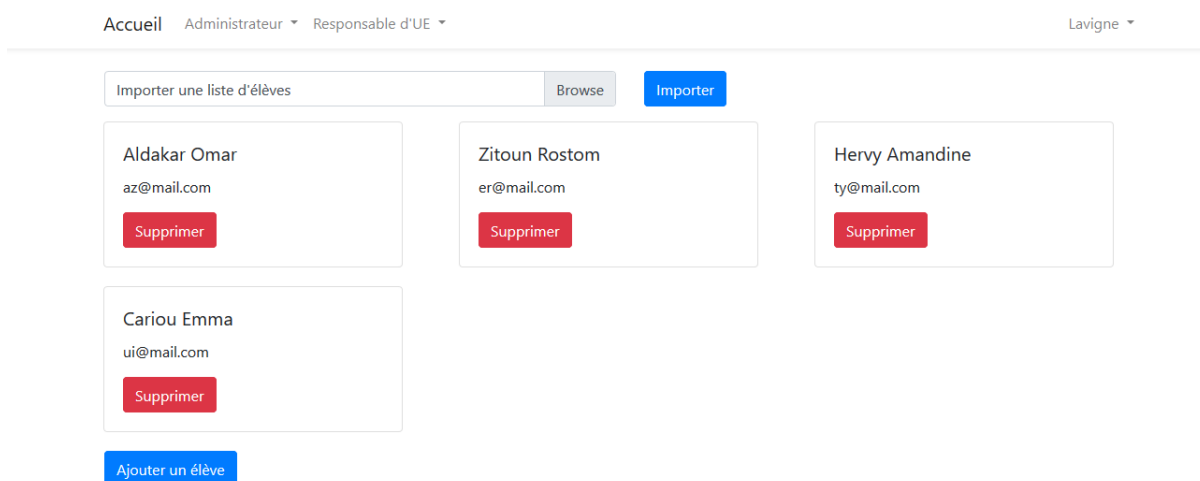 Accueil Administrateur Responsable d'UE Lavigne
Importer une liste d'élèves Browse Importer
Aldakar Omar Zitoun Rostom Hervy Amandine
az@mail.com er@mail.com ty@mail.com
Supprimer Supprimer Supprimer
Cariou Emma
ui@mail.com
Supprimer
Ajouter un élève